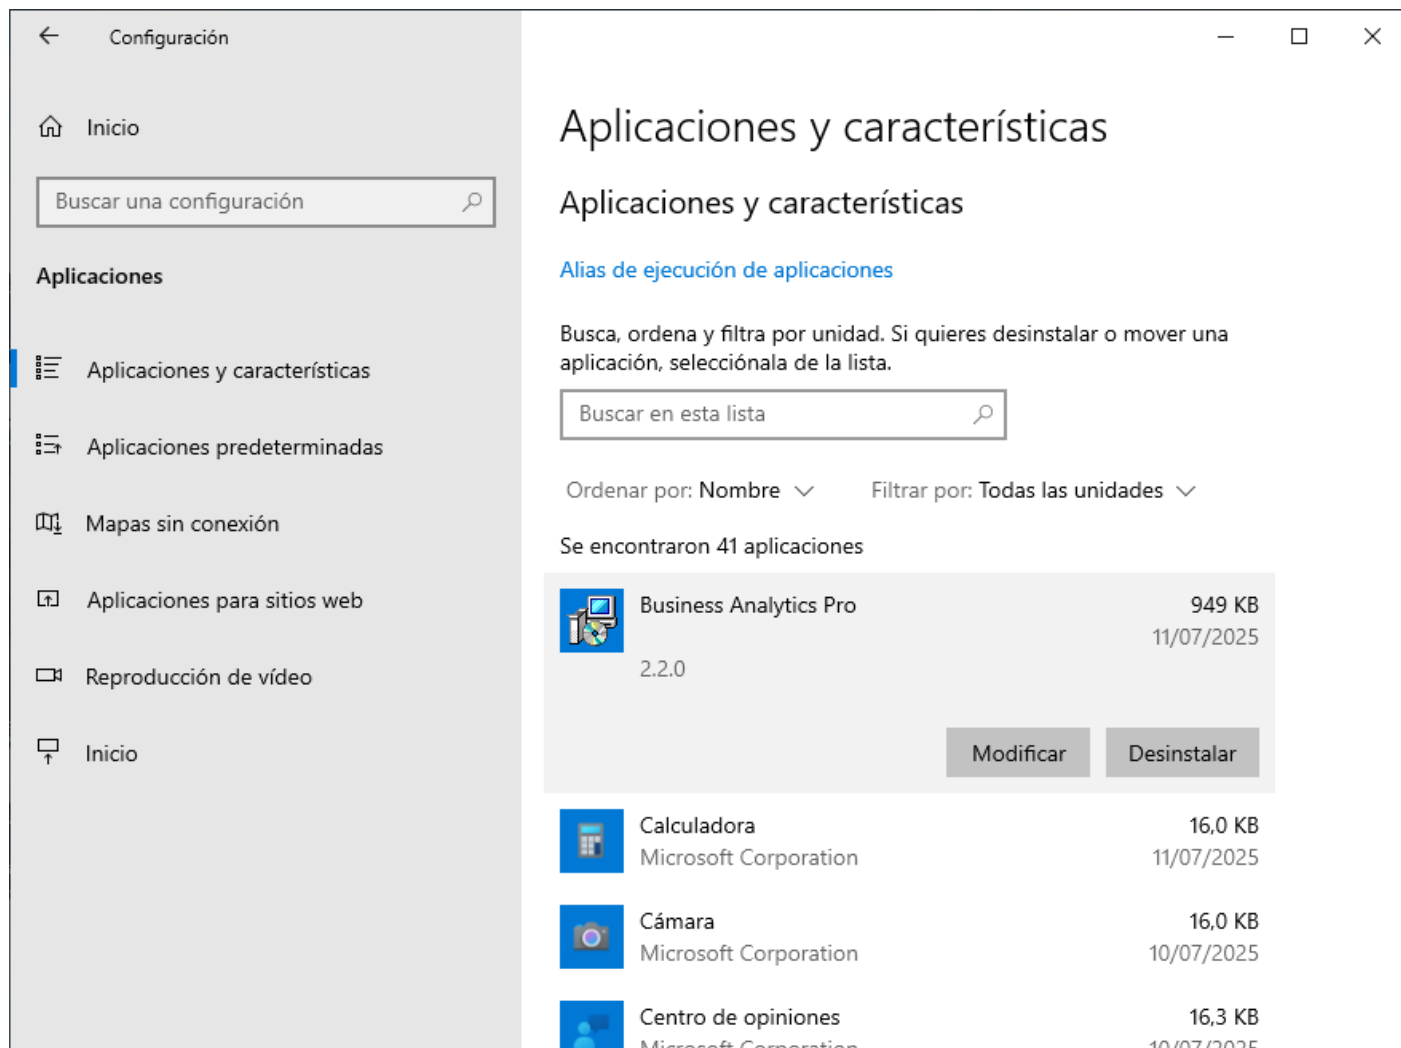 Configuración
Inicio
Buscar una configuración
Aplicaciones
Aplicaciones y características
Aplicaciones predeterminadas
Mapas sin conexión
Aplicaciones para sitios web
Reproducción de vídeo
Inicio
Aplicaciones y características
Aplicaciones y características
Alias de ejecución de aplicaciones
Busca, ordena y filtra por unidad. Si quieres desinstalar o mover una
aplicación, selecciónala de la lista.
Buscar en esta lista
Ordenar por: Nombre Filtrar por: Todas las unidades
Se encontraron 41 aplicaciones
Business Analytics Pro 949 KB
11/07/2025
2.2.0
Modificar Desinstalar
Calculadora 16,0 KB
Microsoft Corporation 11/07/2025
Cámara 16,0 KB
Microsoft Corporation 10/07/2025
Centro de opiniones 16,3 KB
Microsoft Corporation 10/07/2025